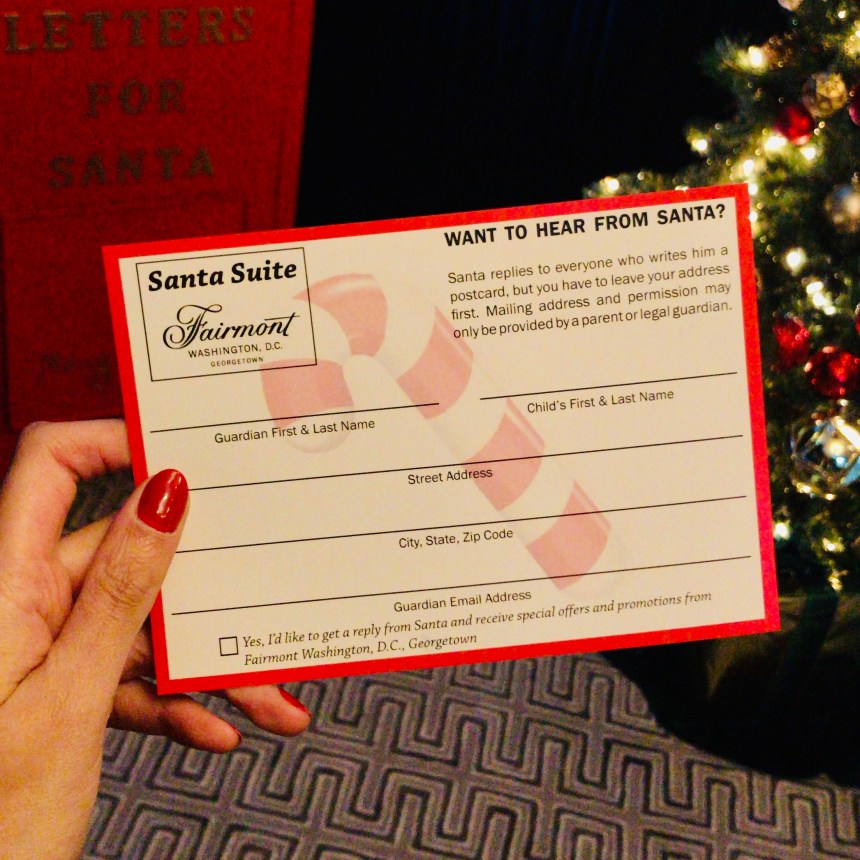 LETTERS
FOR
SANTA
WANT TO HEAR FROM SANTA?
Santa replies to everyone who writes him a
postcard, but you have to leave your address
first. Mailing address and permission may
only be provided by a parent or legal guardian.
Santa Suite
Fairmont
WASHINGTON, D.C.
GEORGETOWN
Guardian First & Last Name
Child's First & Last Name
Street Address
City, State, Zip Code
Guardian Email Address
Yes, I'd like to get a reply from Santa and receive special offers and promotions from
Fairmont Washington, D.C., Georgetown